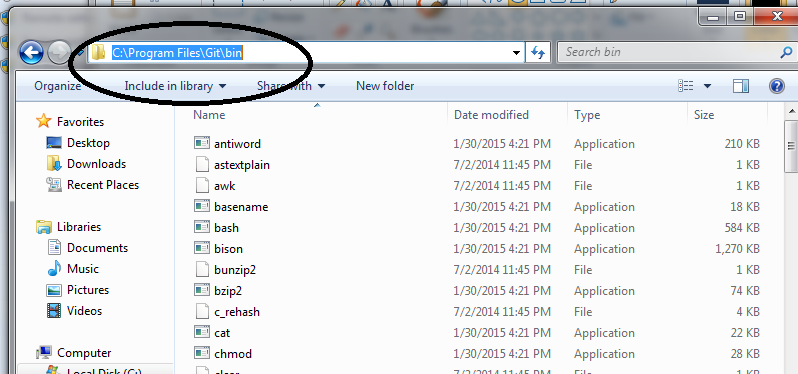 C:\Program Files\Git\bin
Search bin
Organize Include in library Share with New folder
Name Date modified Type Size
Favorites
Desktop
Downloads
Recent Places
Libraries
Documents
Music
Pictures
Videos
Computer
Local Disk (C:)
antiword 1/30/2015 4:21 PM Application 210 KB
astextplain 7/2/2014 11:45 PM File 1 KB
awk 7/2/2014 11:45 PM File 1 KB
basename 1/30/2015 4:21 PM Application 18 KB
bash 1/30/2015 4:21 PM Application 584 KB
bison 1/30/2015 4:21 PM Application 1,270 KB
bunzip2 7/2/2014 11:45 PM File 1 KB
bzip2 1/30/2015 4:21 PM Application 74 KB
c_rehash 7/2/2014 11:45 PM File 4 KB
cat 1/30/2015 4:21 PM Application 22 KB
chmod 1/30/2015 4:21 PM Application 28 KB